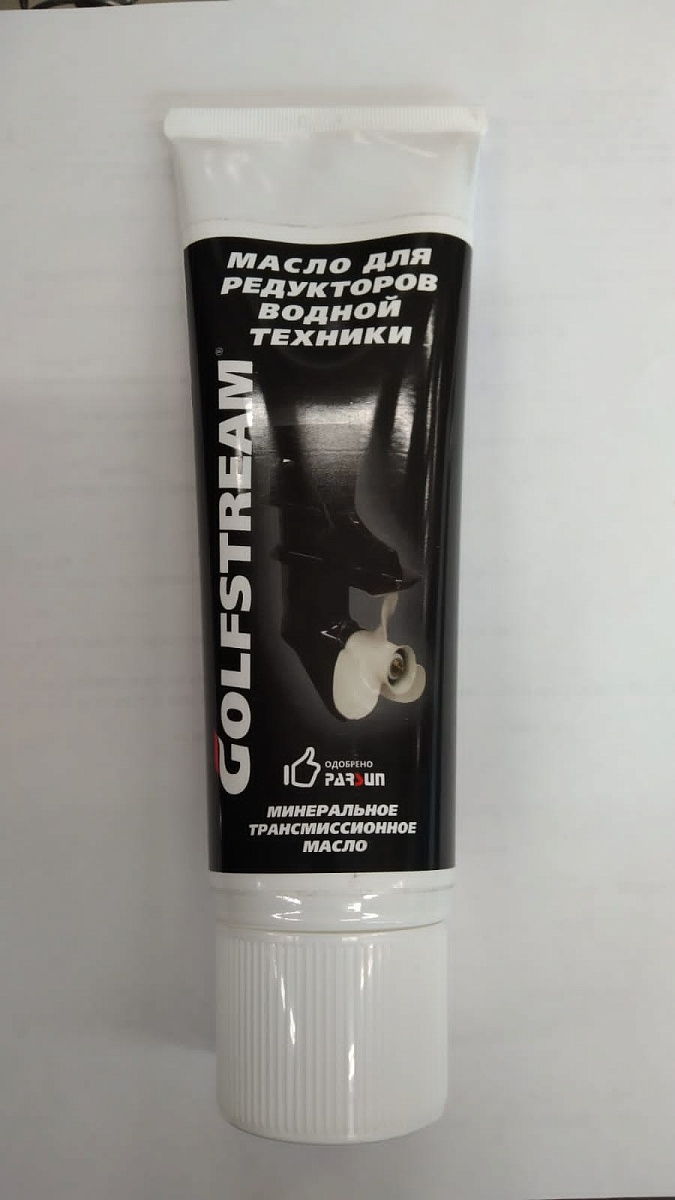 МАСЛО ДЛЯ
РЕДУКТОРОВ
ВОДНОЙ
ТЕХНИКИ
GOLFSTREAM®
ОДОБРЕНО
PARSUN
МИНЕРАЛЬНОЕ
ТРАНСМИССИОННОЕ
МАСЛО